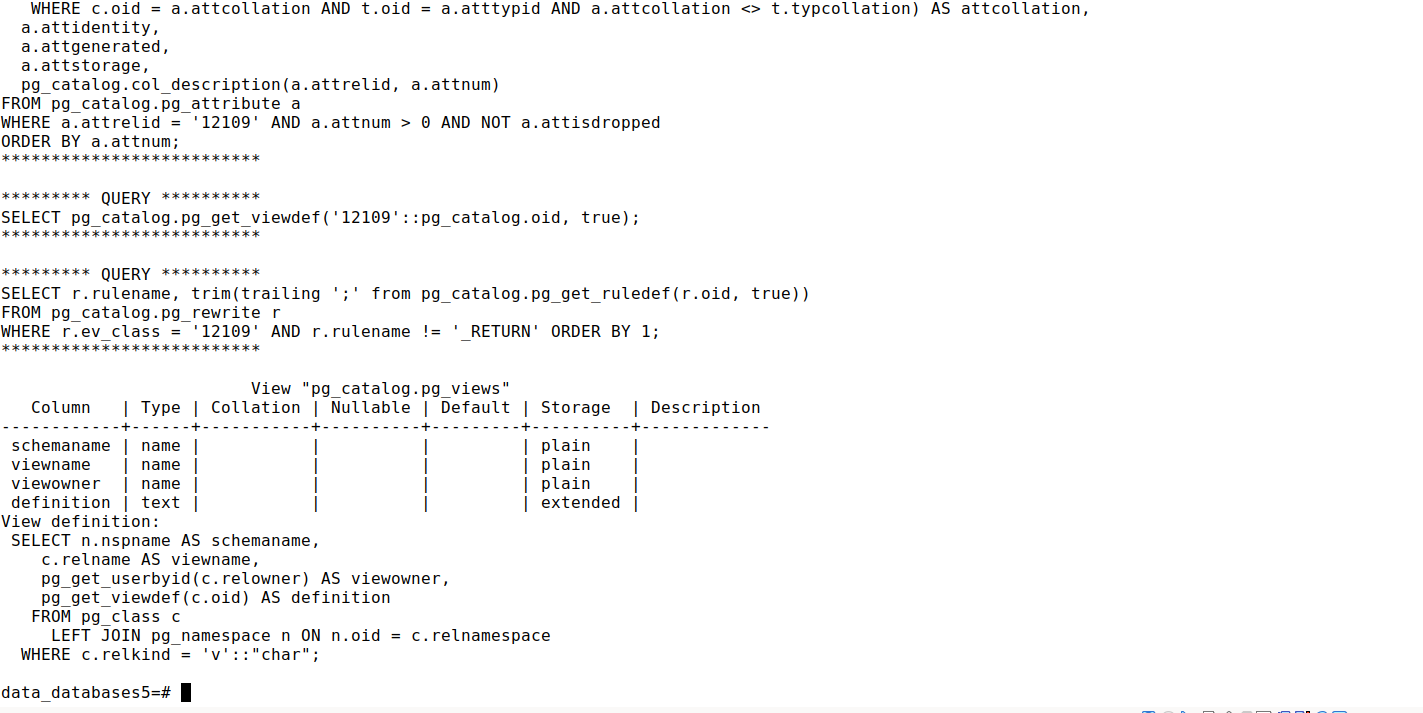 WHERE c.oid = a.attcollation AND t.oid = a.atttypid AND a.attcollation <> t.typcollation) AS attcollation,
  a.attidentity,
  a.attgenerated,
  a.attstorage,
  pg_catalog.col_description(a.attrelid, a.attnum)
FROM pg_catalog.pg_attribute a
WHERE a.attrelid = '12109' AND a.attnum > 0 AND NOT a.attisdropped
ORDER BY a.attnum;
**************************

********* QUERY **********
SELECT pg_catalog.pg_get_viewdef('12109'::pg_catalog.oid, true);
**************************

********* QUERY **********
SELECT r.rulename, trim(trailing ';' from pg_catalog.pg_get_ruledef(r.oid, true))
FROM pg_catalog.pg_rewrite r
WHERE r.ev_class = '12109' AND r.rulename != '_RETURN' ORDER BY 1;
**************************

                         View "pg_catalog.pg_views"
   Column   | Type | Collation | Nullable | Default | Storage  | Description
------------+------+-----------+----------+---------+----------+-------------
 schemaname | name |           |          |         | plain    |
 viewname   | name |           |          |         | plain    |
 viewowner  | name |           |          |         | plain    |
 definition | text |           |          |         | extended |
View definition:
 SELECT n.nspname AS schemaname,
    c.relname AS viewname,
    pg_get_userbyid(c.relowner) AS viewowner,
    pg_get_viewdef(c.oid) AS definition
   FROM pg_class c
     LEFT JOIN pg_namespace n ON n.oid = c.relnamespace
  WHERE c.relkind = 'v'::"char";

data_databases5=#